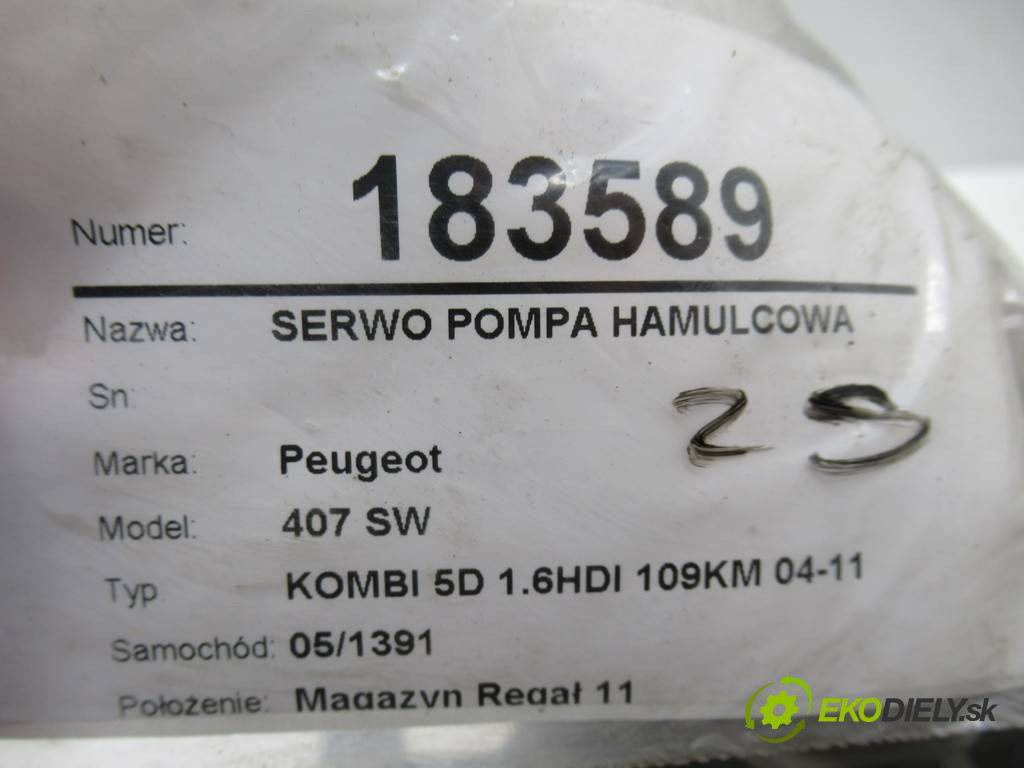 Numer: 183589
Nazwa: SERWO POMPA HAMULCOWA
Sn:
Marka: Peugeot
Model: 407 SW
Typ KOMBI 5D 1.6HDI 109KM 04-11
Samochód: 05/1391
Położenie: Magazyn Regał 11
EKODIELY.sk